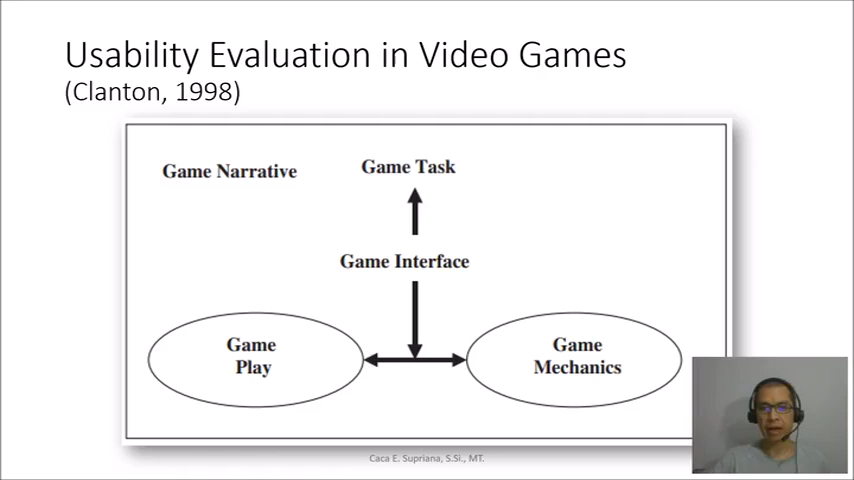 Usability Evaluation in Video Games
(Clanton, 1998)
Game Narrative
Game Task
Game Interface
Game
Play
Game
Mechanics
Caca E. Supriana, S.Si., MT.